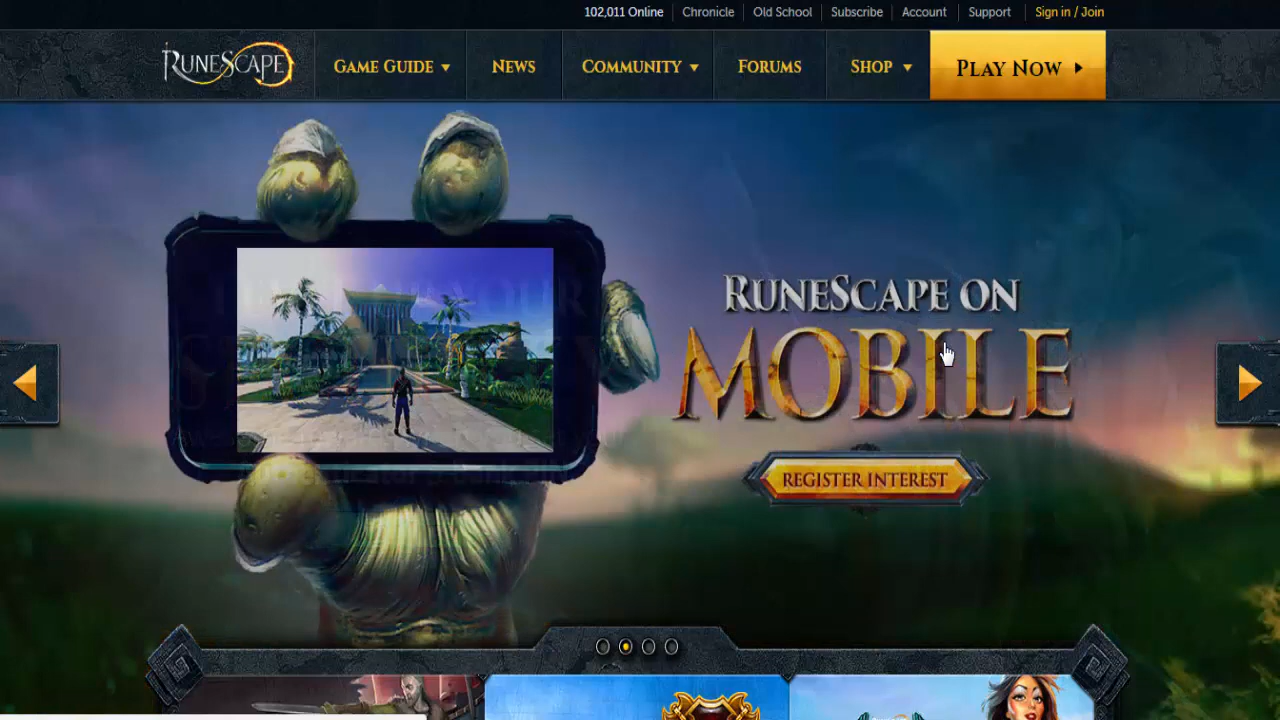 102,011 Online Chronicle Old School Subscribe Account Support Sign in / Join
RUNESCAPE GAME GUIDE NEWS COMMUNITY FORUMS SHOP PLAY NOW
RUNESCAPE ON
MOBILE
REGISTER INTEREST